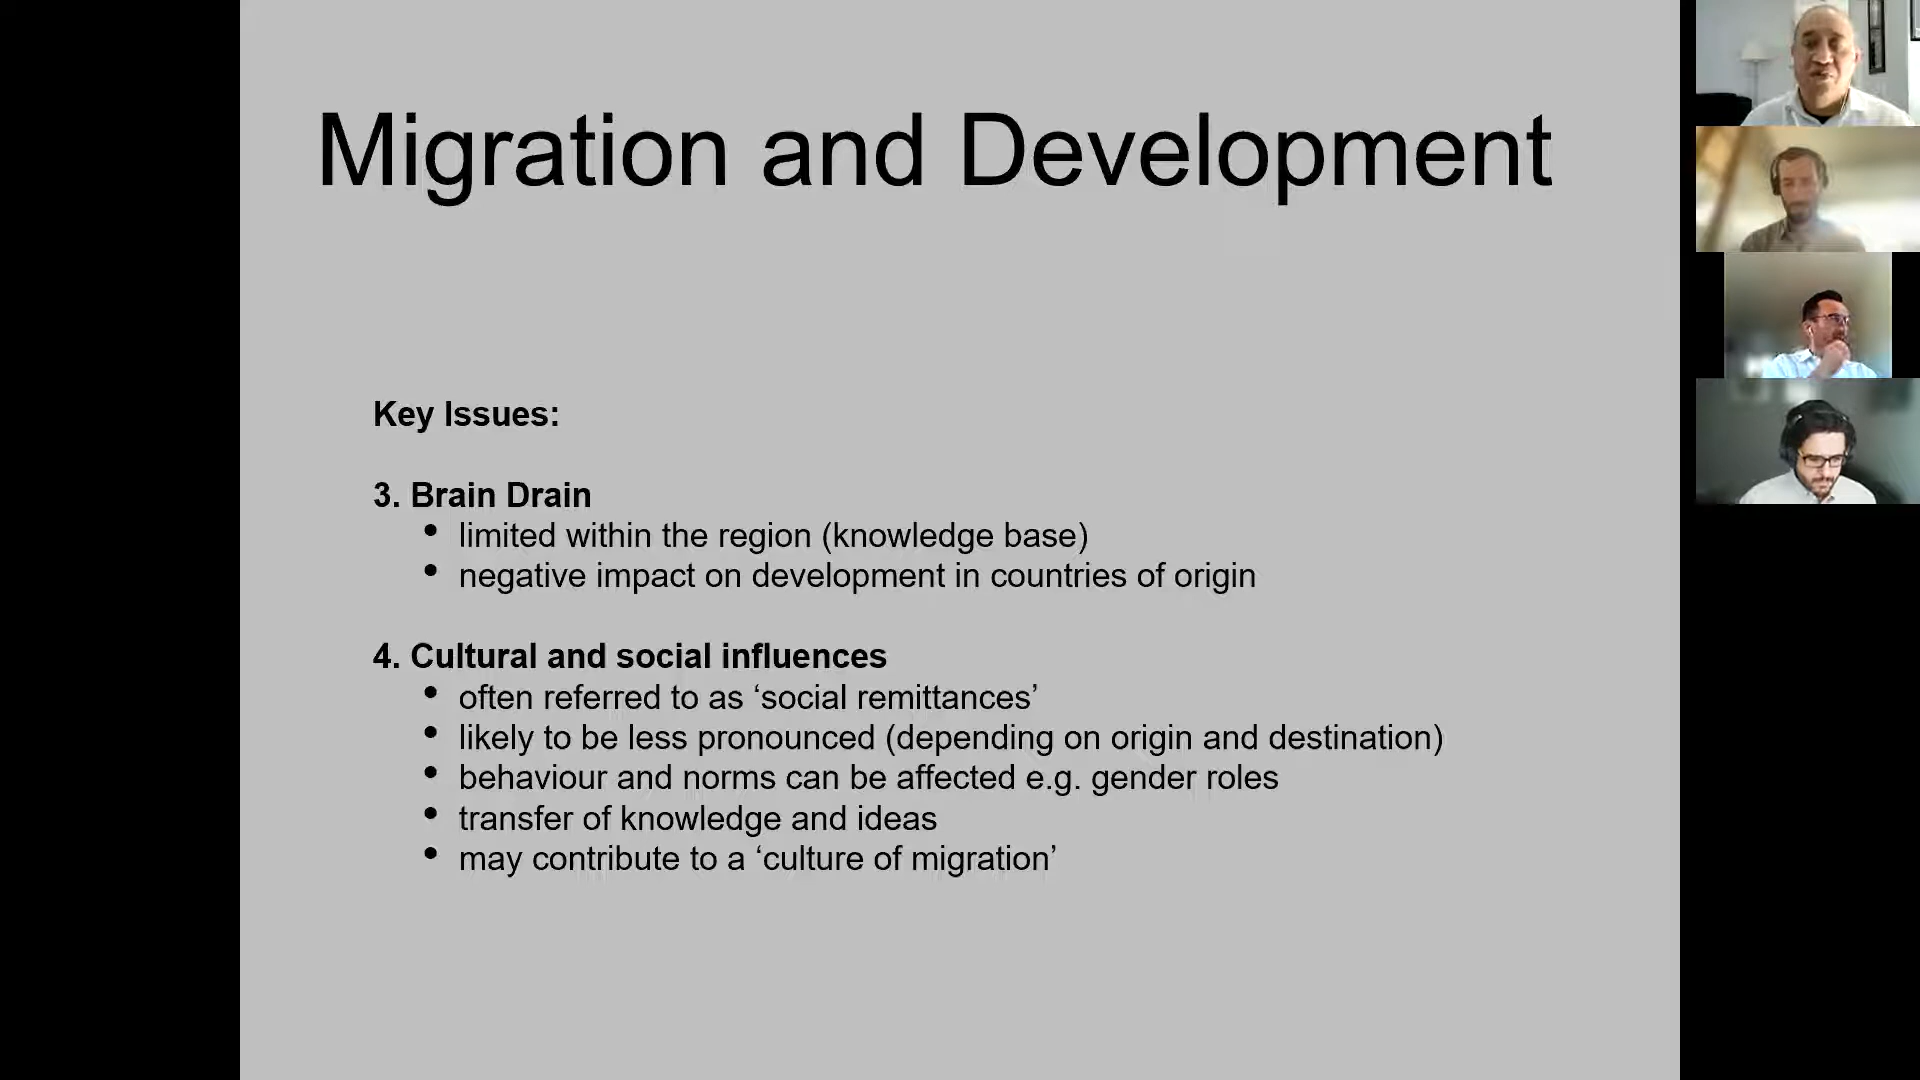 Migration and Development
Key Issues:
3. Brain Drain
• limited within the region (knowledge base)
• negative impact on development in countries of origin
4. Cultural and social influences
• often referred to as ‘social remittances’
• likely to be less pronounced (depending on origin and destination)
• behaviour and norms can be affected e.g. gender roles
• transfer of knowledge and ideas
• may contribute to a ‘culture of migration’